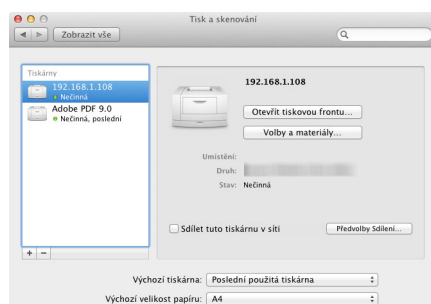 Tisk a skenování
Zobrazit vše
Tiskárny
192.168.1.108
Nečinná
Adobe PDF 9.0
Nečinná, poslední
192.168.1.108
Otevřít tiskovou frontu...
Volby a materiály...
Umístění:
Druh:
Stav: Nečinná
Sdílet tuto tiskárnu v síti
Předvolby Sdílení...
+ −
Výchozí tiskárna: Poslední použitá tiskárna
Výchozí velikost papíru: A4